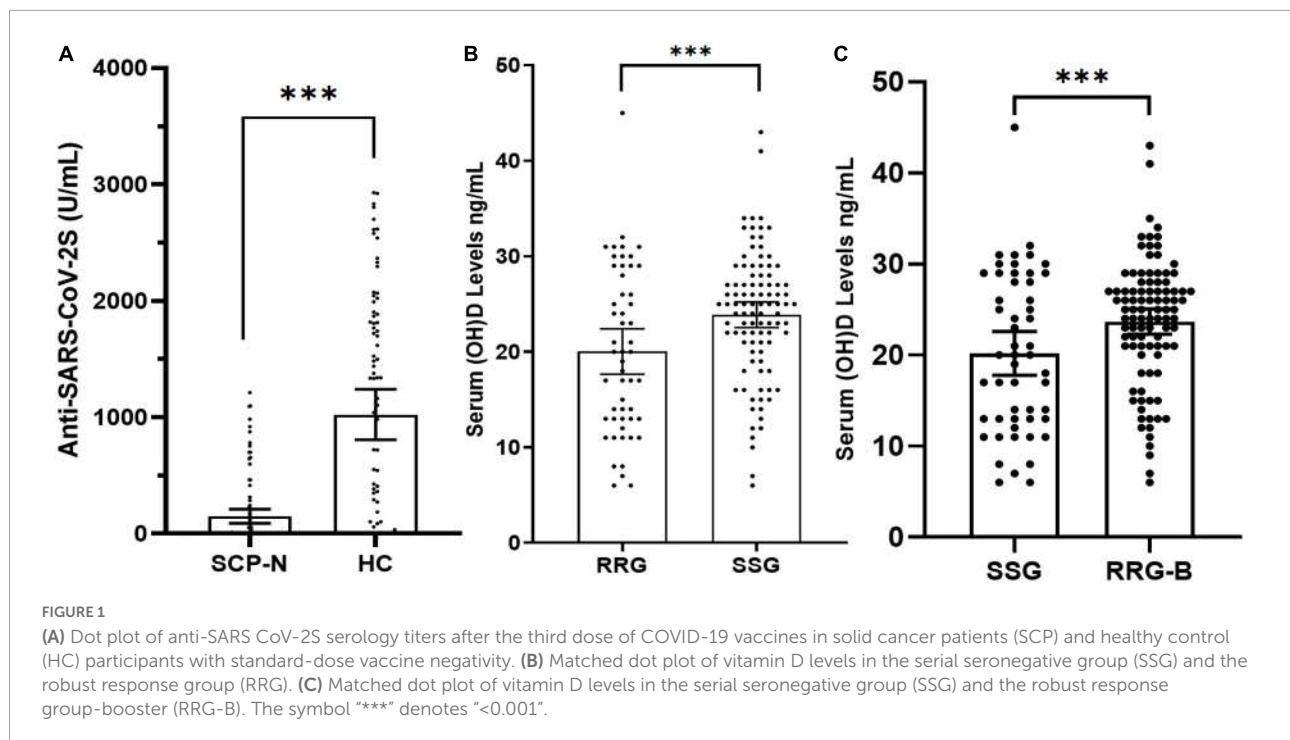 A
4000
3000
2000
1000
0
Anti-SARS-CoV-2S (U/mL)
***
SCP-N HC
B
50
40
30
20
10
0
Serum (OH)D Levels ng/mL
***
RRG SSG
C
50
40
30
20
10
0
Serum (OH)D Levels ng/mL
***
SSG RRG-B
FIGURE 1
(A) Dot plot of anti-SARS CoV-2S serology titers after the third dose of COVID-19 vaccines in solid cancer patients (SCP) and healthy control
(HC) participants with standard-dose vaccine negativity. (B) Matched dot plot of vitamin D levels in the serial seronegative group (SSG) and the
robust response group (RRG). (C) Matched dot plot of vitamin D levels in the serial seronegative group (SSG) and the robust response
group-booster (RRG-B). The symbol "***" denotes "<0.001".